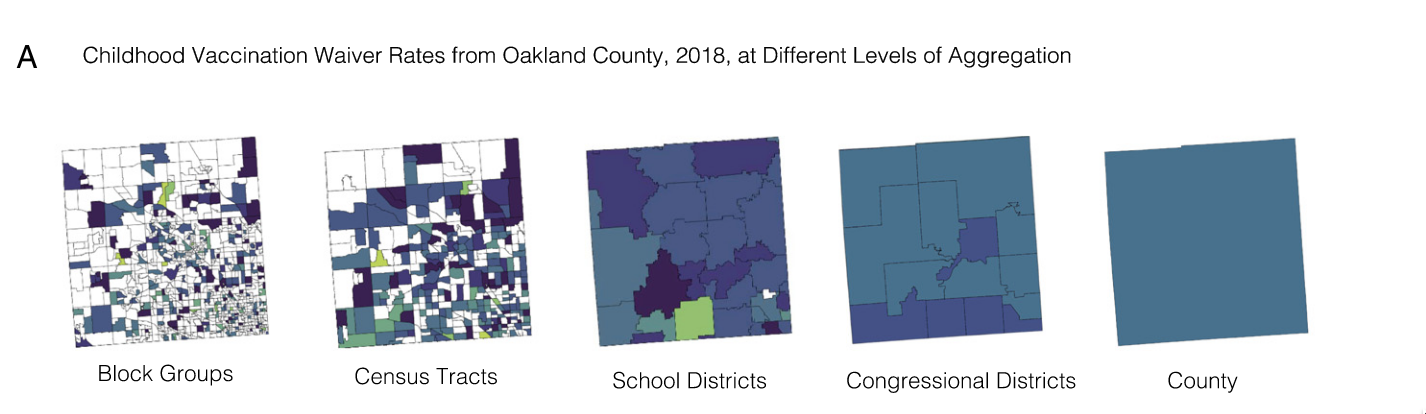 A
Childhood Vaccination Waiver Rates from Oakland County, 2018, at Different Levels of Aggregation
Block Groups
Census Tracts
School Districts
Congressional Districts
County